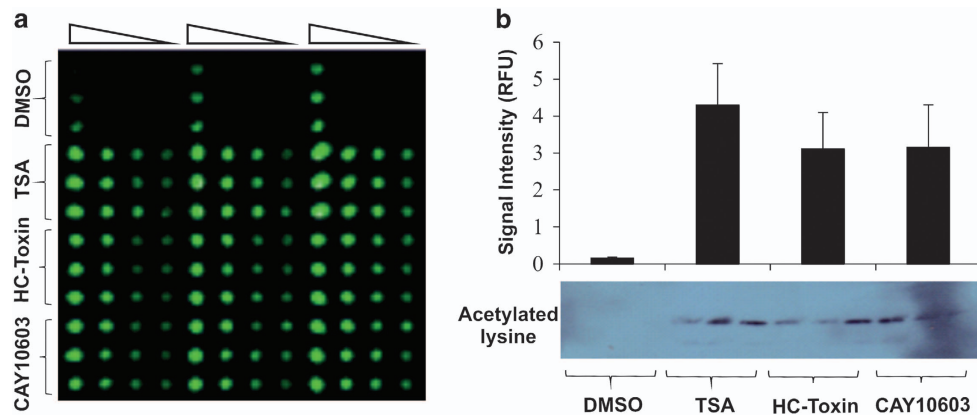 a
DMSO
TSA
HC-Toxin
CAY10603
b
Signal Intensity (RFU)
6
5
4
3
2
1
0
Acetylated
lysine
DMSO
TSA
HC-Toxin
CAY10603